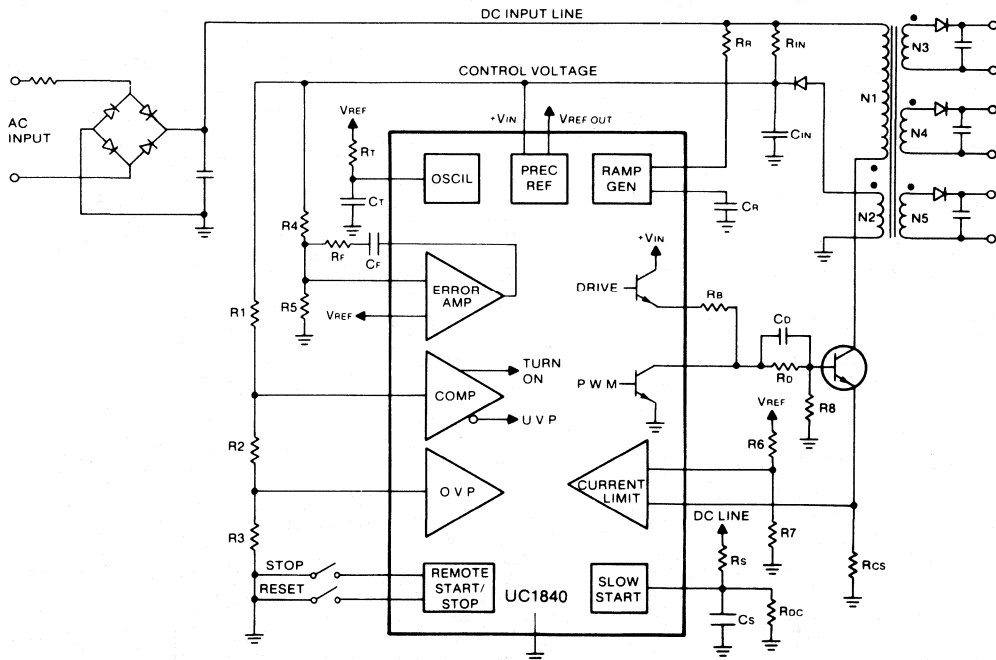 DC INPUT LINE
RR
RIN
N3
CONTROL VOLTAGE
N1
AC
INPUT
VREF
+VIN
VREF OUT
CIN
N4
RT
OSCIL
PREC
REF
RAMP
GEN
CT
CR
N2
N5
R4
RF
CF
+VIN
ERROR
AMP
DRIVE
RB
R5
VREF
R1
CD
TURN
ON
COMP
PWM
RD
R8
UVP
VREF
R2
R6
OVP
CURRENT
LIMIT
DC LINE
R7
R3
RS
RCS
STOP
REMOTE
START/
STOP
SLOW
START
RESET
UC1840
CS
RDC